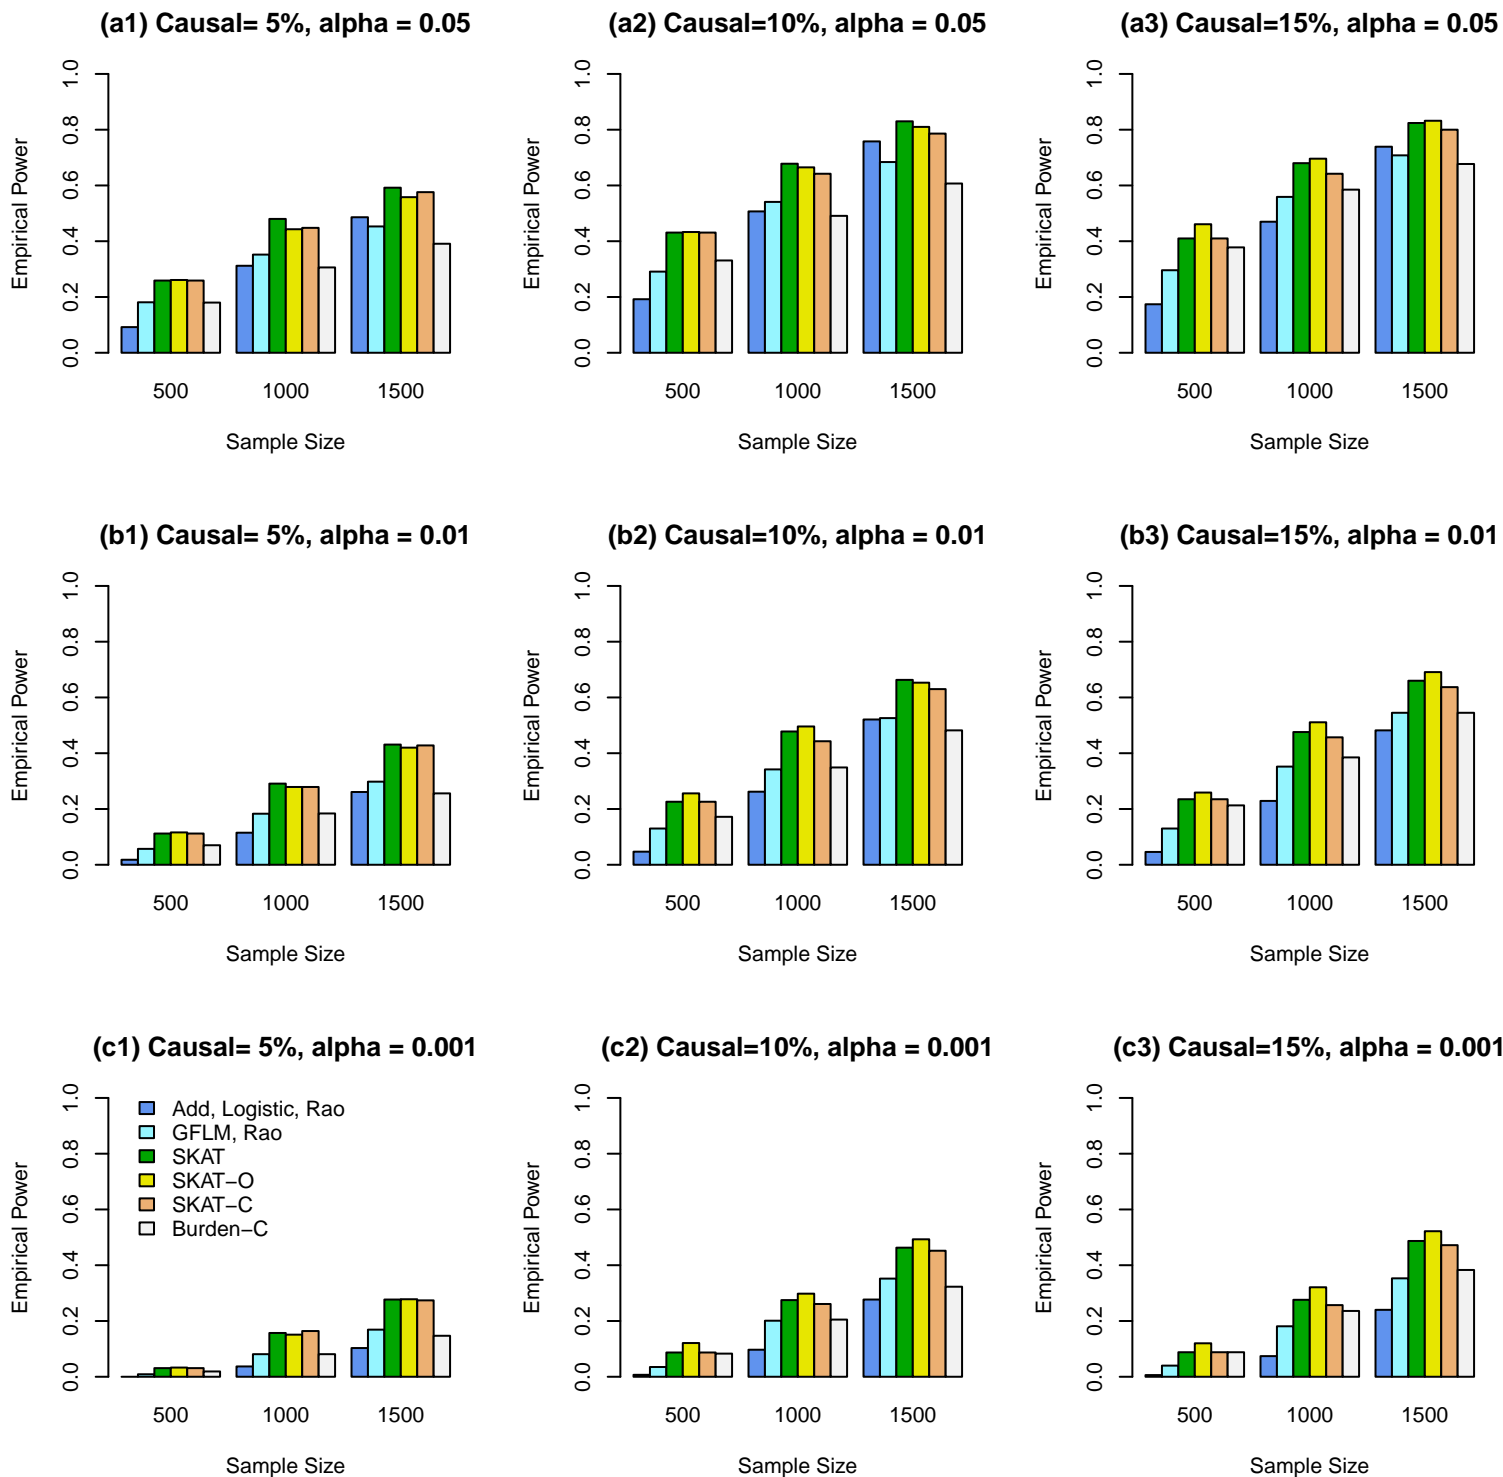 (a1) Causal= 5%, alpha = 0.05
Empirical Power
0.0 0.2 0.4 0.6 0.8 1.0
500 1000 1500
Sample Size
(a2) Causal=10%, alpha = 0.05
Empirical Power
0.0 0.2 0.4 0.6 0.8 1.0
500 1000 1500
Sample Size
(a3) Causal=15%, alpha = 0.05
Empirical Power
0.0 0.2 0.4 0.6 0.8 1.0
500 1000 1500
Sample Size
(b1) Causal= 5%, alpha = 0.01
Empirical Power
0.0 0.2 0.4 0.6 0.8 1.0
500 1000 1500
Sample Size
(b2) Causal=10%, alpha = 0.01
Empirical Power
0.0 0.2 0.4 0.6 0.8 1.0
500 1000 1500
Sample Size
(b3) Causal=15%, alpha = 0.01
Empirical Power
0.0 0.2 0.4 0.6 0.8 1.0
500 1000 1500
Sample Size
(c1) Causal= 5%, alpha = 0.001
Empirical Power
0.0 0.2 0.4 0.6 0.8 1.0
Add, Logistic, Rao
GFLM, Rao
SKAT
SKAT−O
SKAT−C
Burden−C
500 1000 1500
Sample Size
(c2) Causal=10%, alpha = 0.001
Empirical Power
0.0 0.2 0.4 0.6 0.8 1.0
500 1000 1500
Sample Size
(c3) Causal=15%, alpha = 0.001
Empirical Power
0.0 0.2 0.4 0.6 0.8 1.0
500 1000 1500
Sample Size